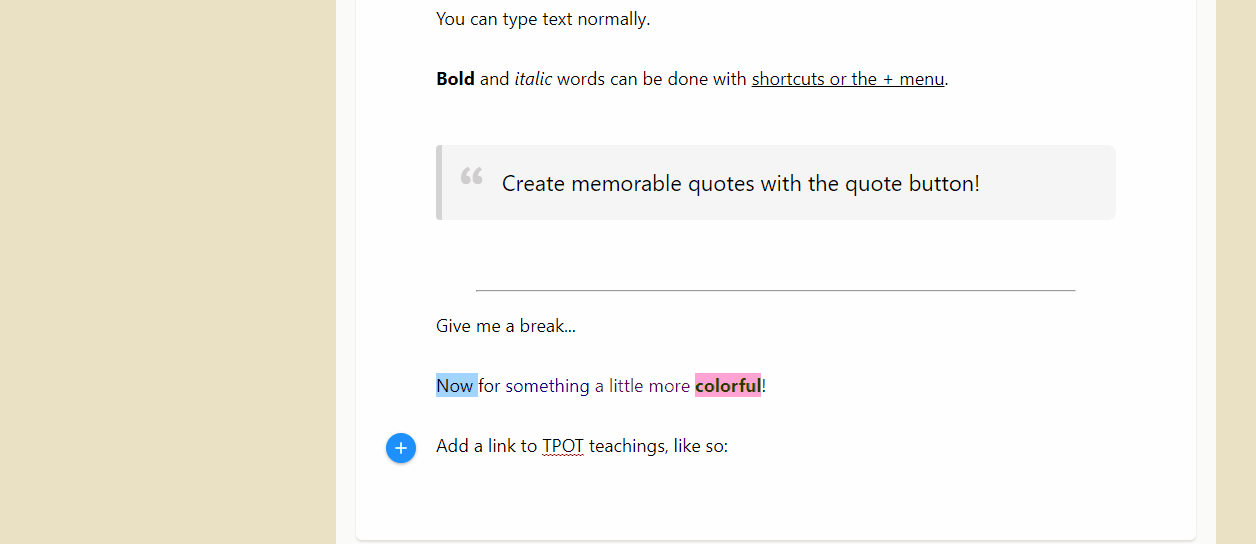 You can type text normally.
Bold and italic words can be done with shortcuts or the + menu.
“ Create memorable quotes with the quote button!
Give me a break...
Now for something a little more colorful!
+ Add a link to TPOT teachings, like so: